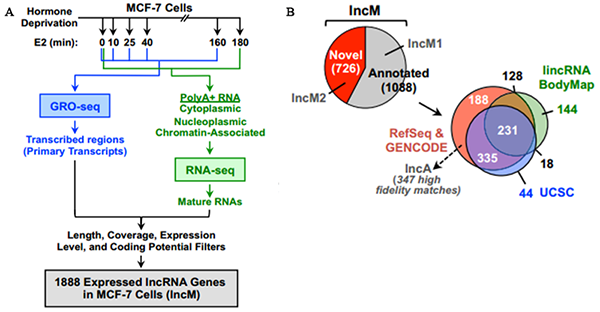 A
Hormone
Deprivation
MCF-7 Cells
E2 (min):
0 10 25 40 160 180
GRO-seq
Transcribed regions
(Primary Transcripts)
PolyA+ RNA
Cytoplasmic
Nucleoplasmic
Chromatin-Associated
RNA-seq
Mature RNAs
Length, Coverage, Expression
Level, and Coding Potential Filters
1888 Expressed lncRNA Genes
in MCF-7 Cells (lncM)
B
lncM
Novel
(726)
lncM1
Annotated
(1088)
lncM2
128
lincRNA
BodyMap
188
144
RefSeq &
GENCODE
231
lncA
(347 high
fidelity matches)
335
18
44 UCSC